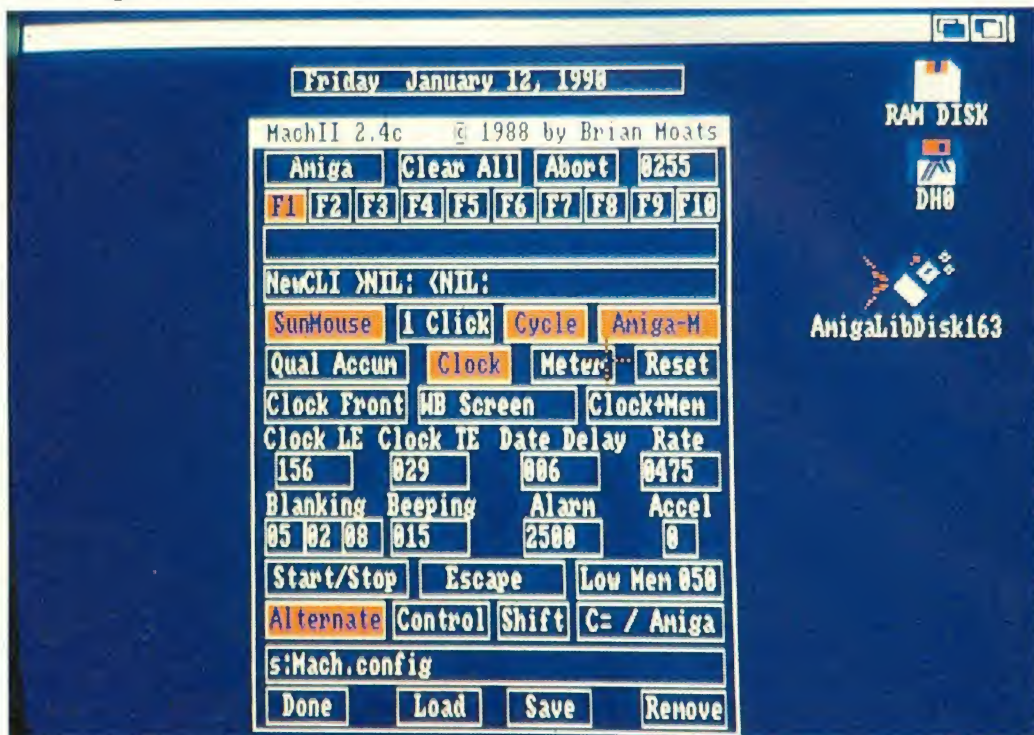 Friday January 12, 1990
RAM DISK
DH0
AmigaLibDisk163
MachII 2.4c © 1988 by Brian Moats
Amiga Clear All Abort 0255
F1 F2 F3 F4 F5 F6 F7 F8 F9 F10
NewCLI >NIL: <NIL:
SunMouse 1 Click Cycle Amiga-M
Qual Accum Clock Meter Reset
Clock Front WB Screen Clock+Mem
Clock LE Clock TE Date Delay Rate
156 029 006 0475
Blanking Beeping Alarm Accel
05 02 08 015 2500 0
Start/Stop Escape Low Mem 050
Alternate Control Shift C= / Amiga
s:Mach.config
Done Load Save Remove